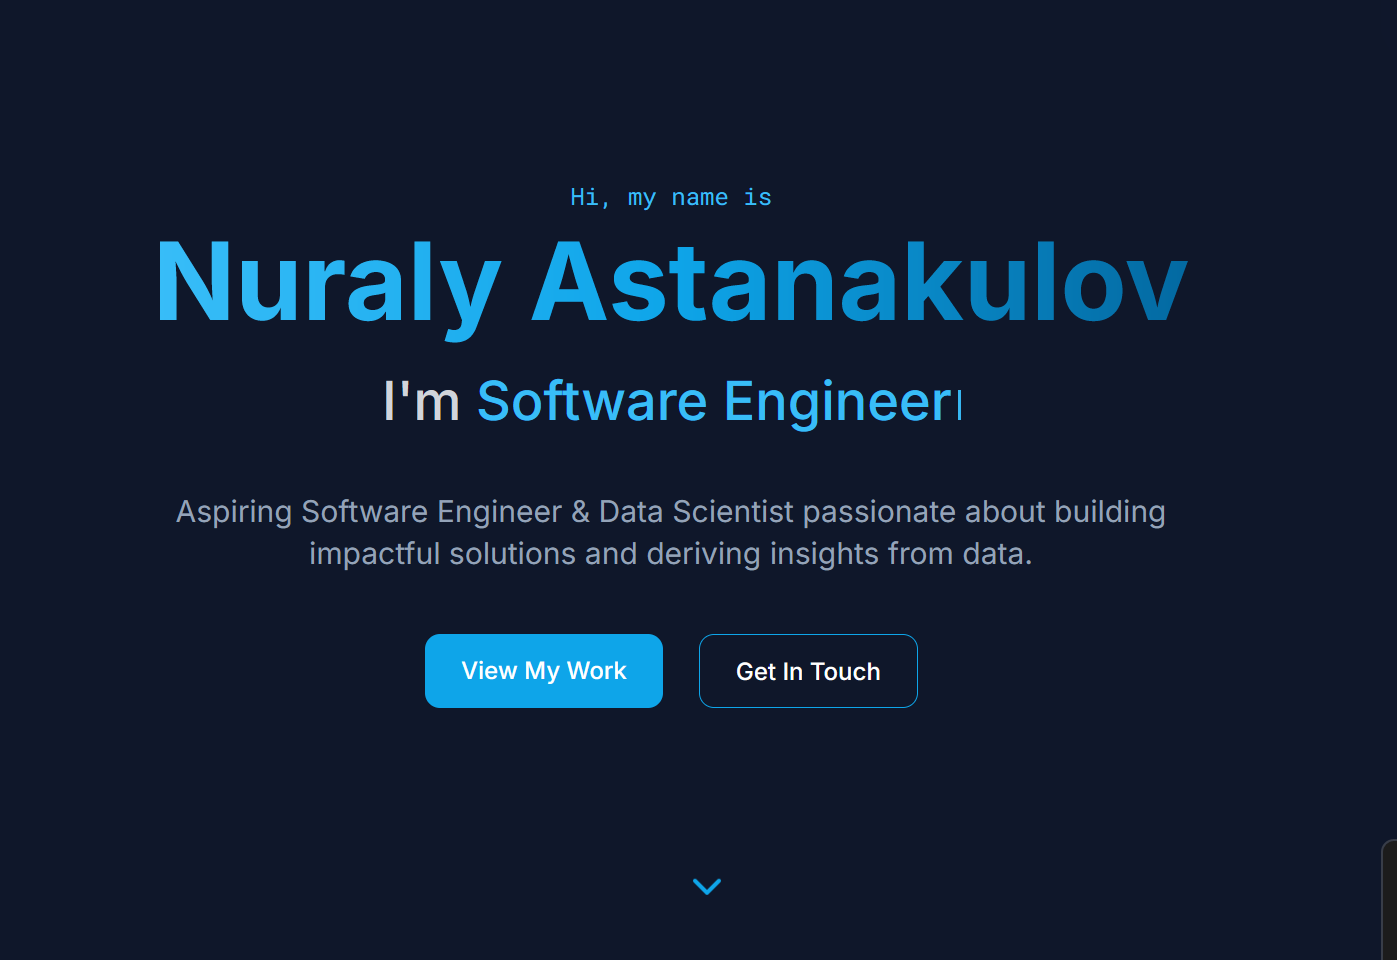 Hi, my name is
Nuraly Astanakulov
I'm Software Engineer
Aspiring Software Engineer & Data Scientist passionate about building
impactful solutions and deriving insights from data.
View My Work
Get In Touch